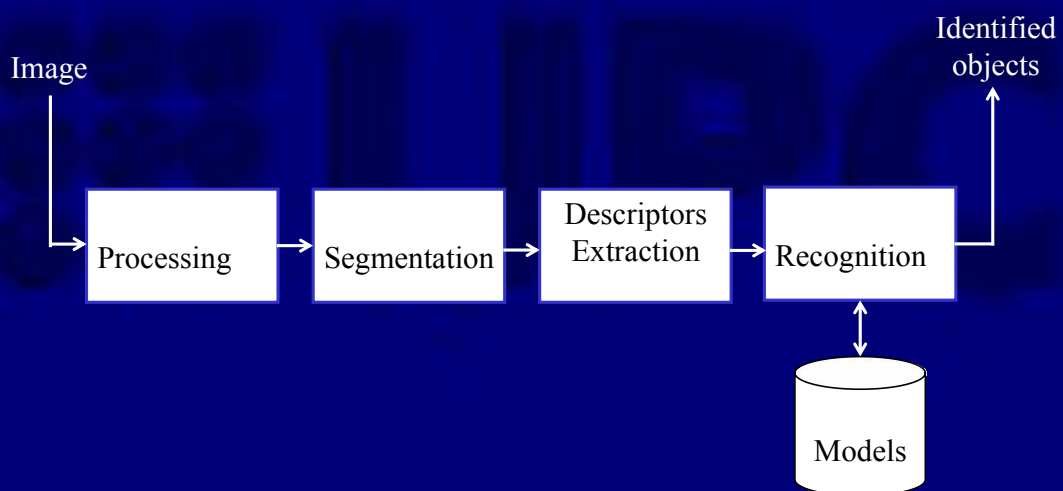 Image
Identified
objects
Processing
Segmentation
Descriptors
Extraction
Recognition
Models